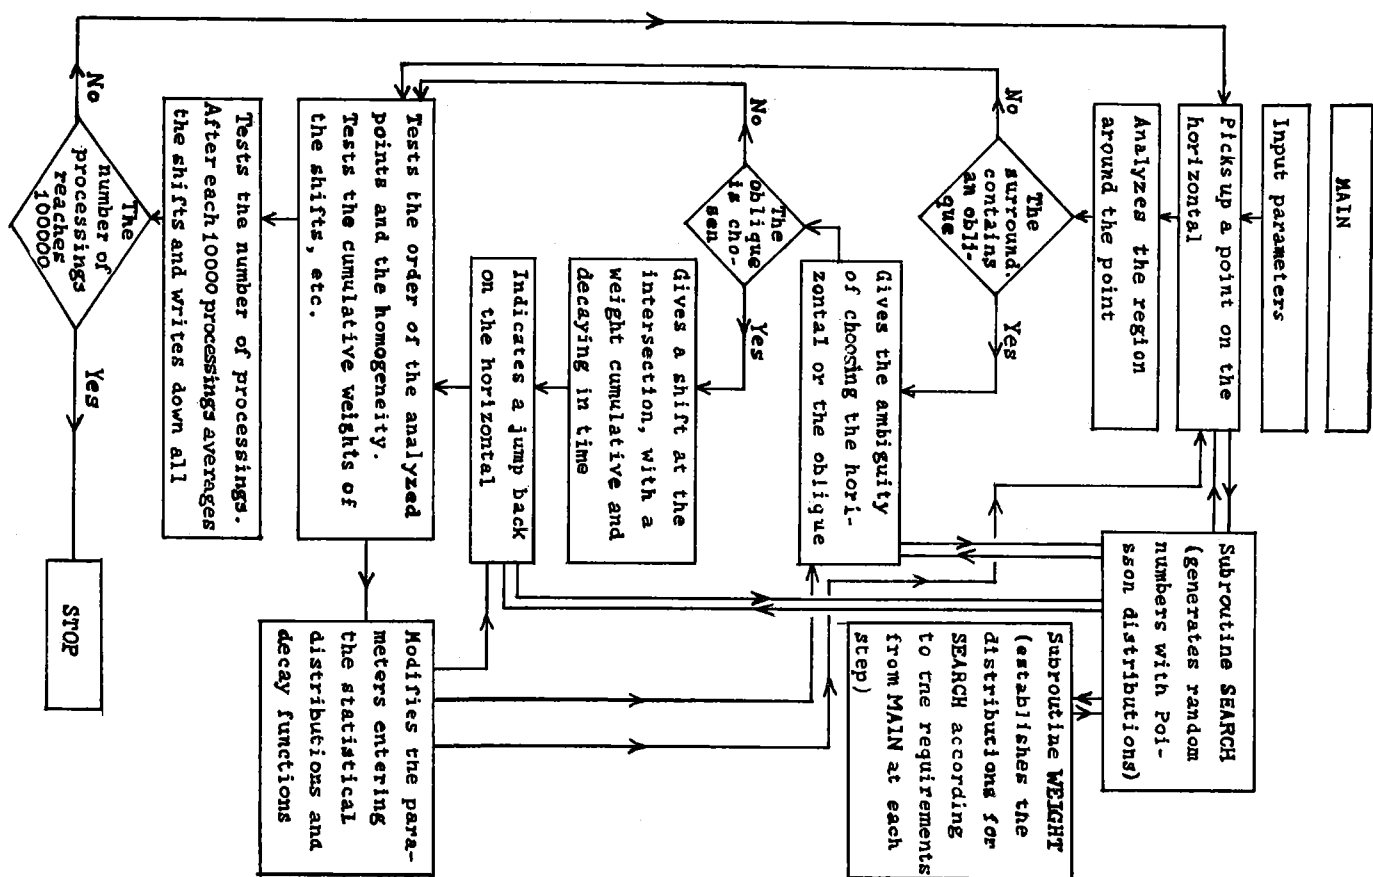 MAIN
Input parameters
Picks up a point on the
horizontal
Analyzes the region
around the point
The
surround.
contains
an obli-
que
No
Yes
Gives the ambiguity
of choosing the hori-
zontal or the oblique
The
oblique
is cho-
sen
No
Yes
Gives a shift at the
intersection, with a
weight cumulative and
decaying in time
Indicates a jump back
on the horizontal
Tests the order of the analyzed
points and the homogeneity.
Tests the cumulative weights of
the shifts, etc.
Tests the number of processings.
After each 10000 processings averages
the shifts and writes down all
The
number of
processings
reaches
100000
No
Yes
STOP
Subroutine SEARCH
(generates random
numbers with Poi-
sson distributions)
Subroutine WEIGHT
(establishes the
distributions for
SEARCH according
to the requirements
from MAIN at each
step)
Modifies the para-
meters entering
the statistical
distributions and
decay functions